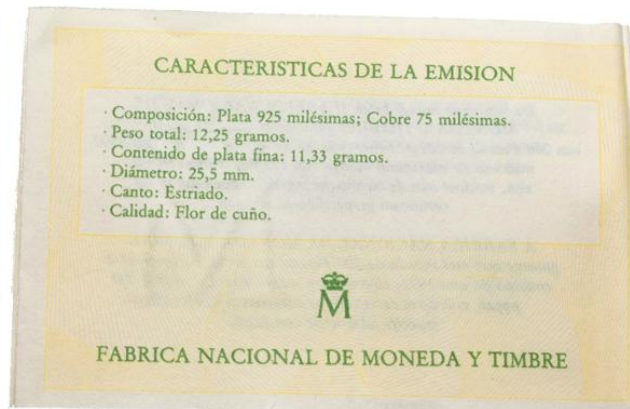 CARACTERISTICAS DE LA EMISION
· Composición: Plata 925 milésimas; Cobre 75 milésimas.
· Peso total: 12,25 gramos.
· Contenido de plata fina: 11,33 gramos.
· Diámetro: 25,5 mm.
· Canto: Estriado.
· Calidad: Flor de cuño.
M
FABRICA NACIONAL DE MONEDA Y TIMBRE